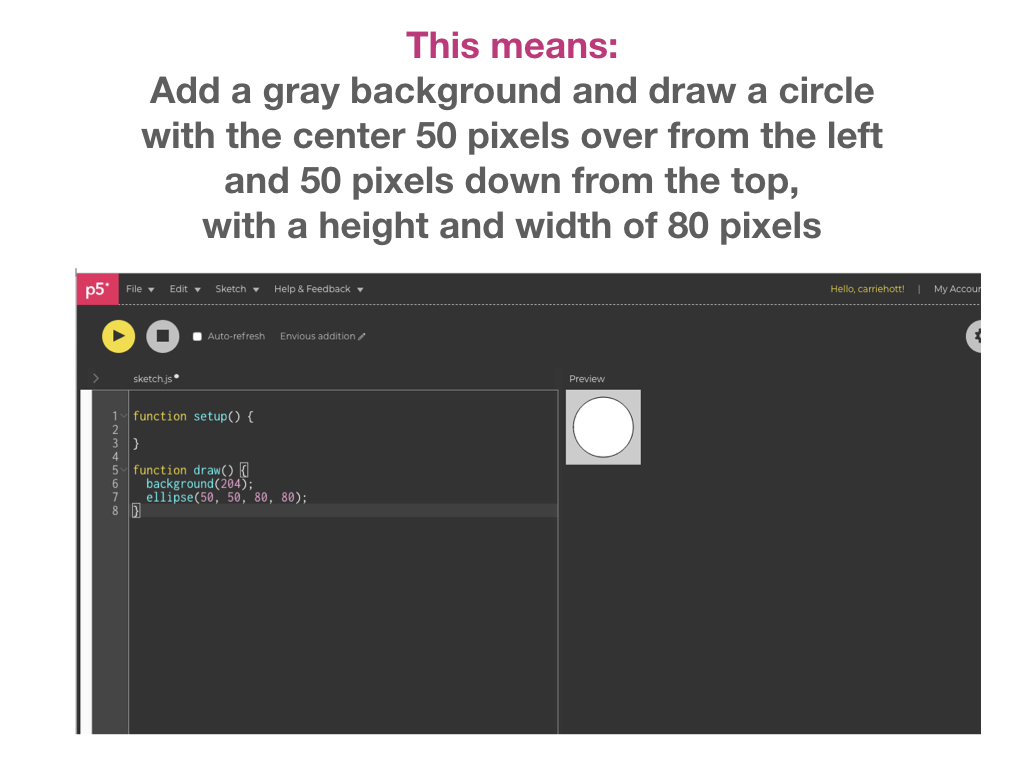 This means:
Add a gray background and draw a circle
with the center 50 pixels over from the left
and 50 pixels down from the top,
with a height and width of 80 pixels
p5* File Edit Sketch Help & Feedback Hello, carriehott! | My Accoun
Auto-refresh Envious addition
sketch.js Preview
1 function setup() {
2
3 }
4
5 function draw() {
6 background(204);
7 ellipse(50, 50, 80, 80);
8 }